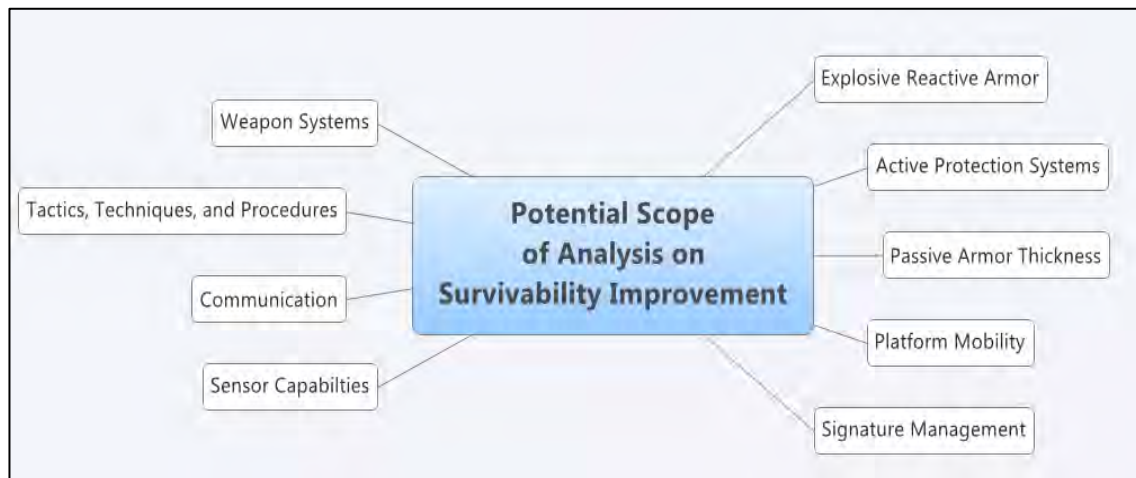 Explosive Reactive Armor
Weapon Systems
Active Protection Systems
Tactics, Techniques, and Procedures
Potential Scope
of Analysis on
Survivability Improvement
Passive Armor Thickness
Communication
Platform Mobility
Sensor Capabilties
Signature Management